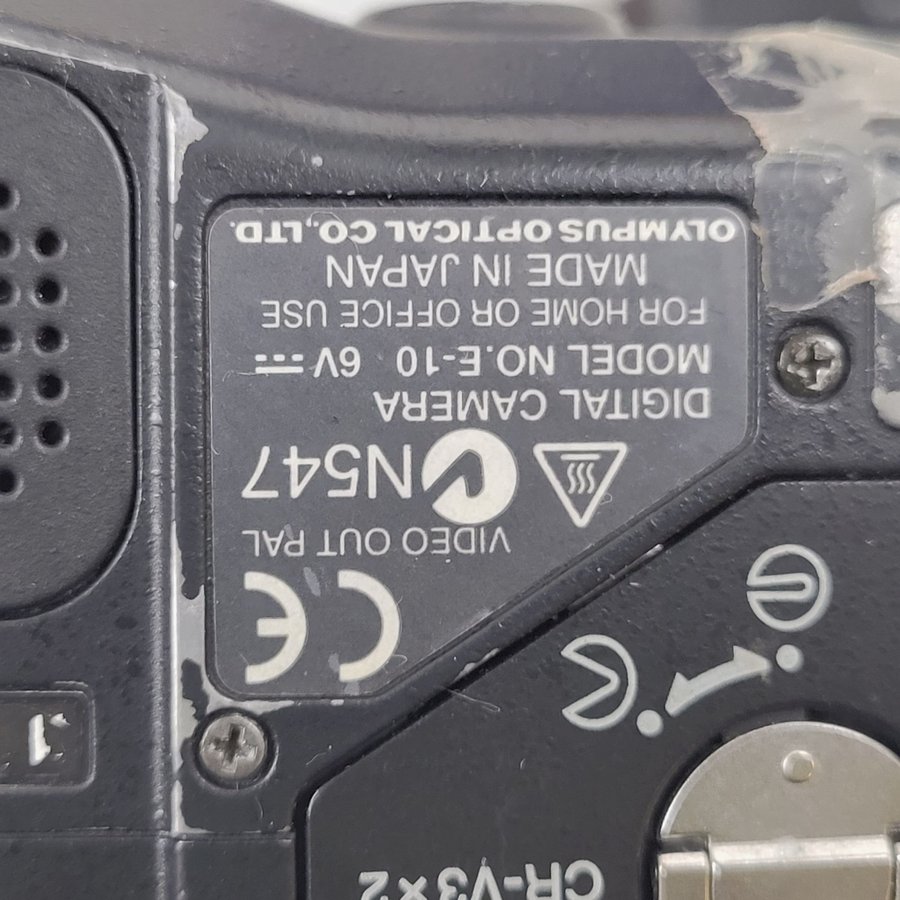 OLYMPUS OPTICAL CO.,LTD.
MADE IN JAPAN
FOR HOME OR OFFICE USE
MODEL NO.E-10 6V
DIGITAL CAMERA
N547
VIDEO OUT PAL
CE
CR-V3×2